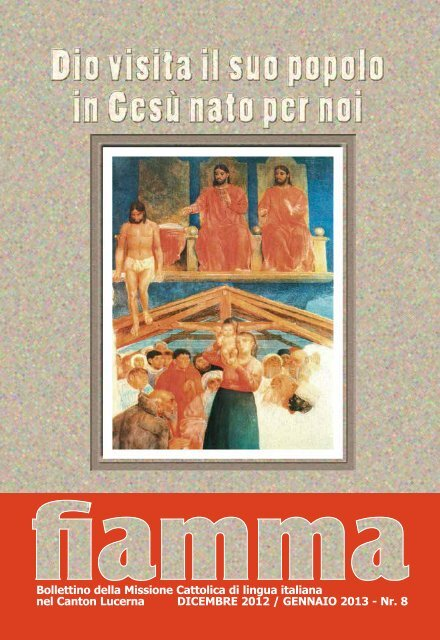 Dio visita il suo popolo
in Gesù nato per noi
fiamma
Bollettino della Missione Cattolica di lingua italiana
nel Canton Lucerna DICEMBRE 2012 / GENNAIO 2013 - Nr. 8